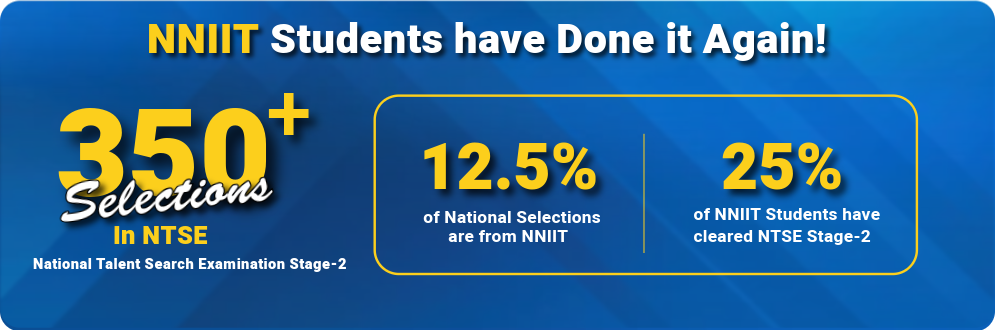 NNIIT Students have Done it Again!
350+
Selections
In NTSE
National Talent Search Examination Stage-2
12.5%
of National Selections
are from NNIIT
25%
of NNIIT Students have
cleared NTSE Stage-2